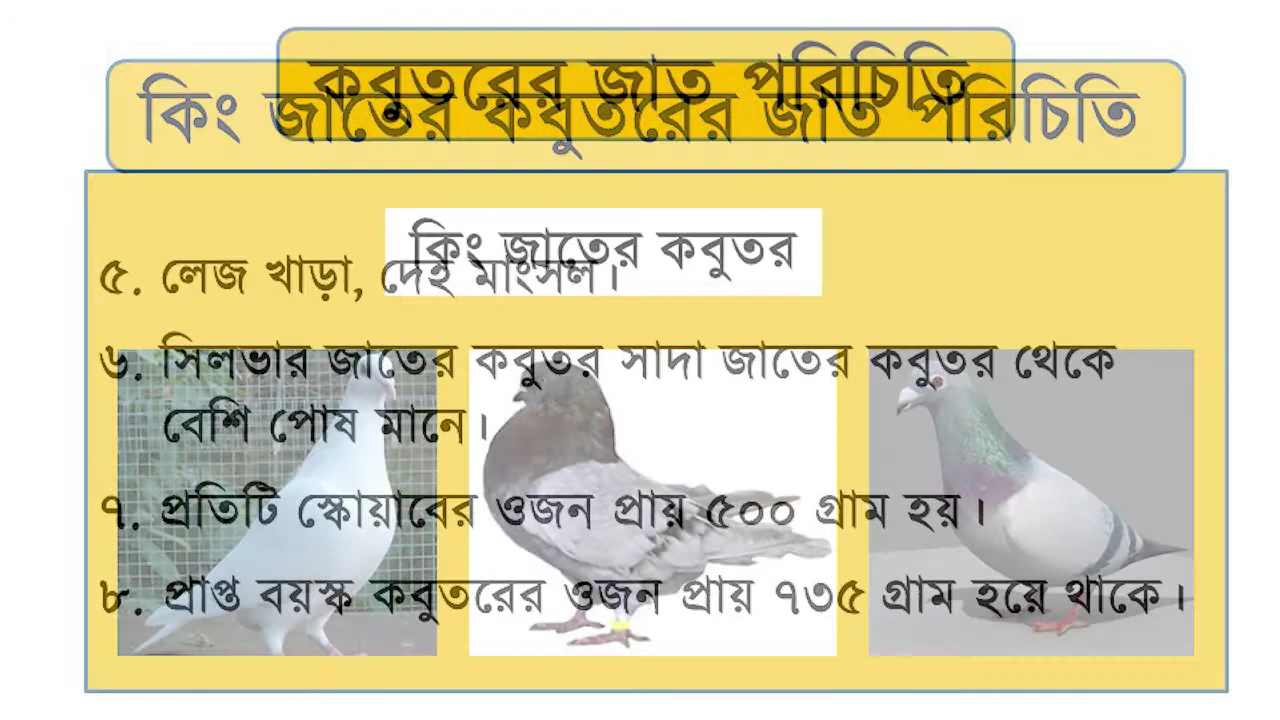 কবুতরের জাত পরিচিতি
কিং জাতের কবুতরের জাত পরিচিতি
কিং জাতের কবুতর
৫. লেজ খাড়া, দেহ মাংসল।
৬. সিলভার জাতের কবুতর সাদা জাতের কবুতর থেকে
বেশি পোষ মানে।
৭. প্রতিটি স্কোয়াবের ওজন প্রায় ৫০০ গ্রাম হয়।
৮. প্রাপ্ত বয়স্ক কবুতরের ওজন প্রায় ৭৩৫ গ্রাম হয়ে থাকে।